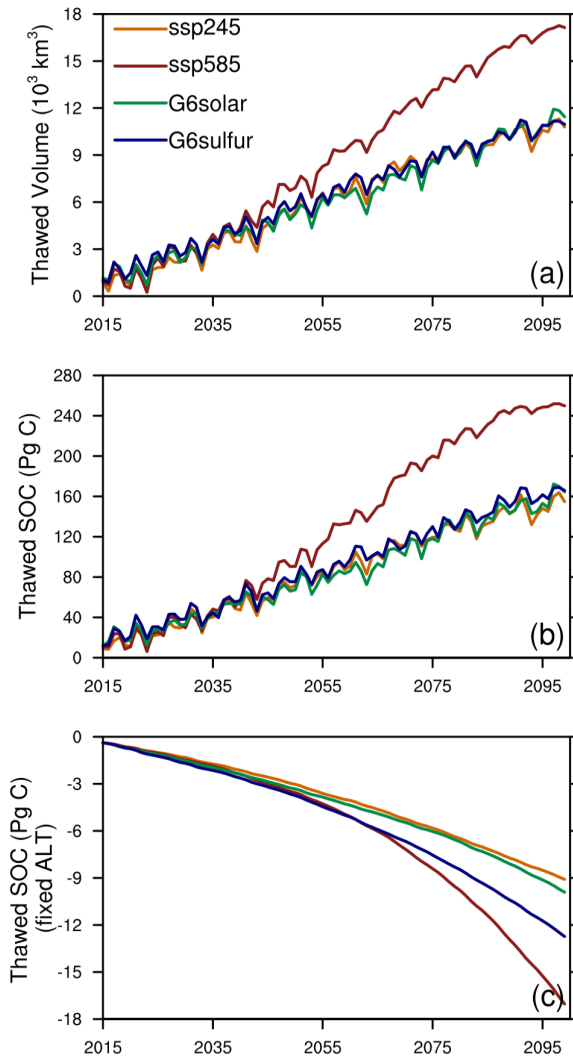 Thawed Volume (10³ km³)
18
15
12
9
6
3
0
ssp245
ssp585
G6solar
G6sulfur
(a)
2015 2035 2055 2075 2095
Thawed SOC (Pg C)
280
240
200
160
120
80
40
0
(b)
2015 2035 2055 2075 2095
Thawed SOC (Pg C)
(fixed ALT)
0
-3
-6
-9
-12
-15
-18
(c)
2015 2035 2055 2075 2095